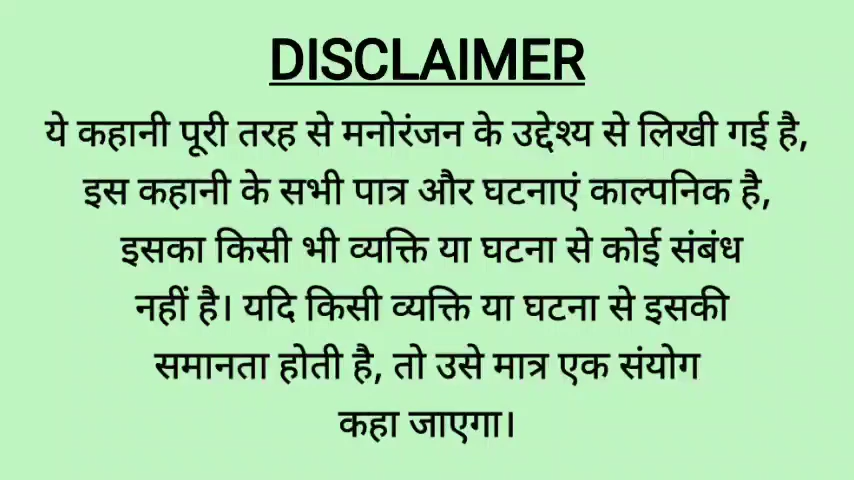 DISCLAIMER
ये कहानी पूरी तरह से मनोरंजन के उद्देश्य से लिखी गई है,
इस कहानी के सभी पात्र और घटनाएं काल्पनिक है,
इसका किसी भी व्यक्ति या घटना से कोई संबंध
नहीं है। यदि किसी व्यक्ति या घटना से इसकी
समानता होती है, तो उसे मात्र एक संयोग
कहा जाएगा।